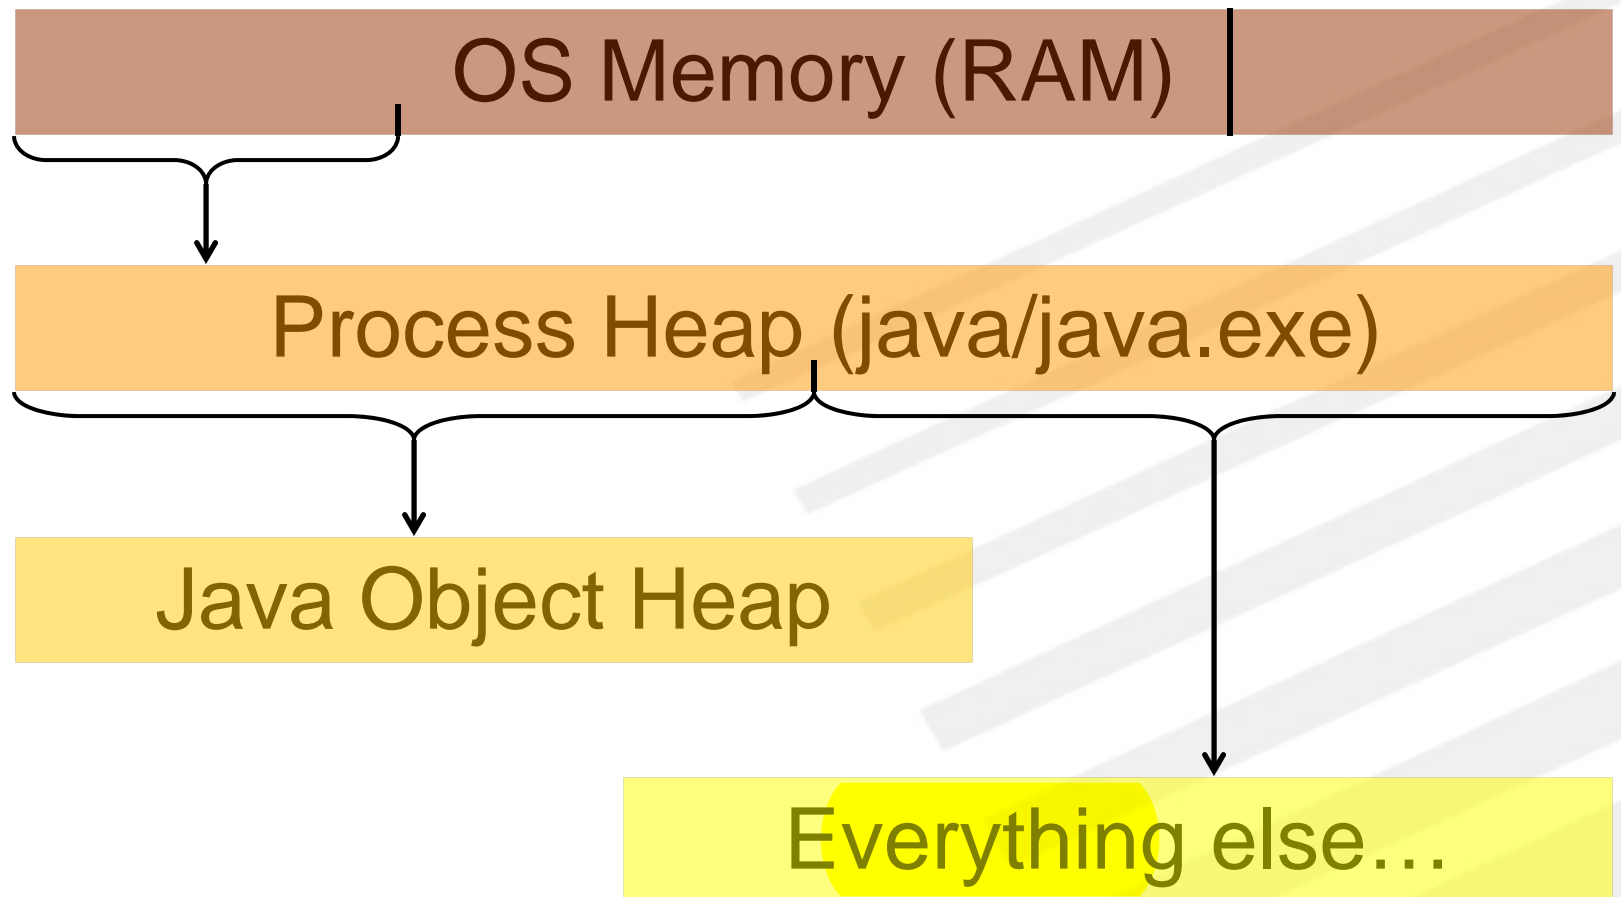 OS Memory (RAM)
Process Heap (java/java.exe)
Java Object Heap
Everything else…